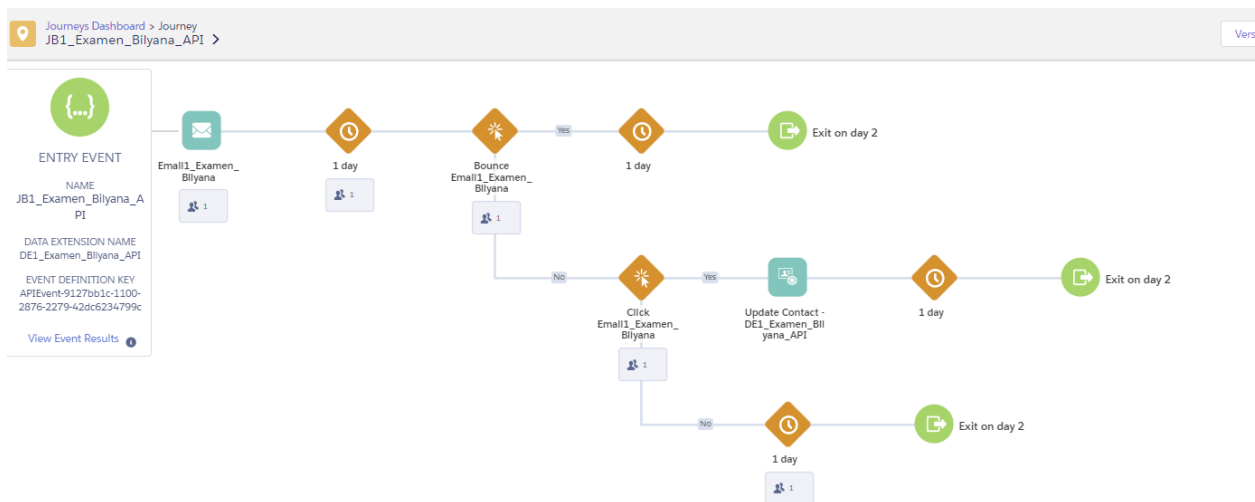 Journeys Dashboard > Journey
JB1_Examen_Bilyana_API >
Vers
{...}
ENTRY EVENT
NAME
JB1_Examen_Bilyana_A
PI
DATA EXTENSION NAME
DE1_Examen_Bilyana_API
EVENT DEFINITION KEY
APIEvent-9127bb1c-1100-
2876-2279-42dc6234799c
View Event Results
Email1_Examen_
Bilyana
1
1 day
1
Bounce
Email1_Examen_
Bilyana
1
Yes
1 day
Exit on day 2
No
Click
Email1_Examen_
Bilyana
1
Yes
Update Contact -
DE1_Examen_Bil
yana_API
1 day
Exit on day 2
No
1 day
1
Exit on day 2